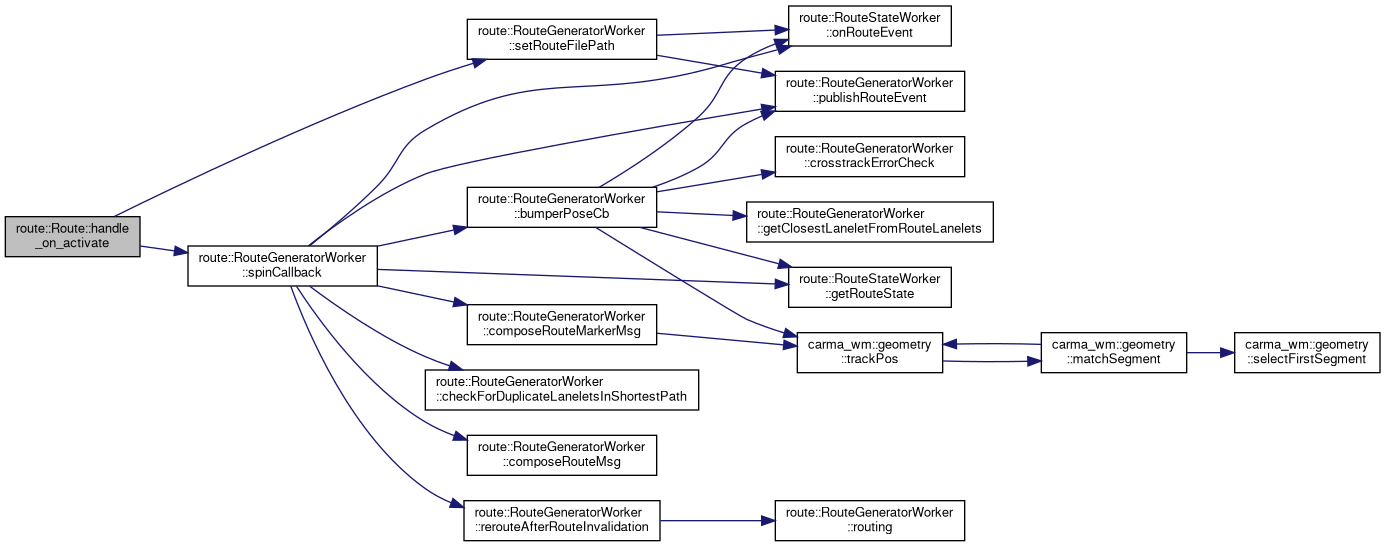 route::Route::handle
_on_activate
route::RouteGeneratorWorker
::setRouteFilePath
route::RouteGeneratorWorker
::spinCallback
route::RouteGeneratorWorker
::bumperPoseCb
route::RouteGeneratorWorker
::composeRouteMarkerMsg
route::RouteGeneratorWorker
::checkForDuplicateLaneletsInShortestPath
route::RouteGeneratorWorker
::composeRouteMsg
route::RouteGeneratorWorker
::rerouteAfterRouteInvalidation
route::RouteStateWorker
::onRouteEvent
route::RouteGeneratorWorker
::publishRouteEvent
route::RouteGeneratorWorker
::crosstrackErrorCheck
route::RouteGeneratorWorker
::getClosestLaneletFromRouteLanelets
route::RouteStateWorker
::getRouteState
carma_wm::geometry
::trackPos
carma_wm::geometry
::matchSegment
carma_wm::geometry
::selectFirstSegment
route::RouteGeneratorWorker
::routing